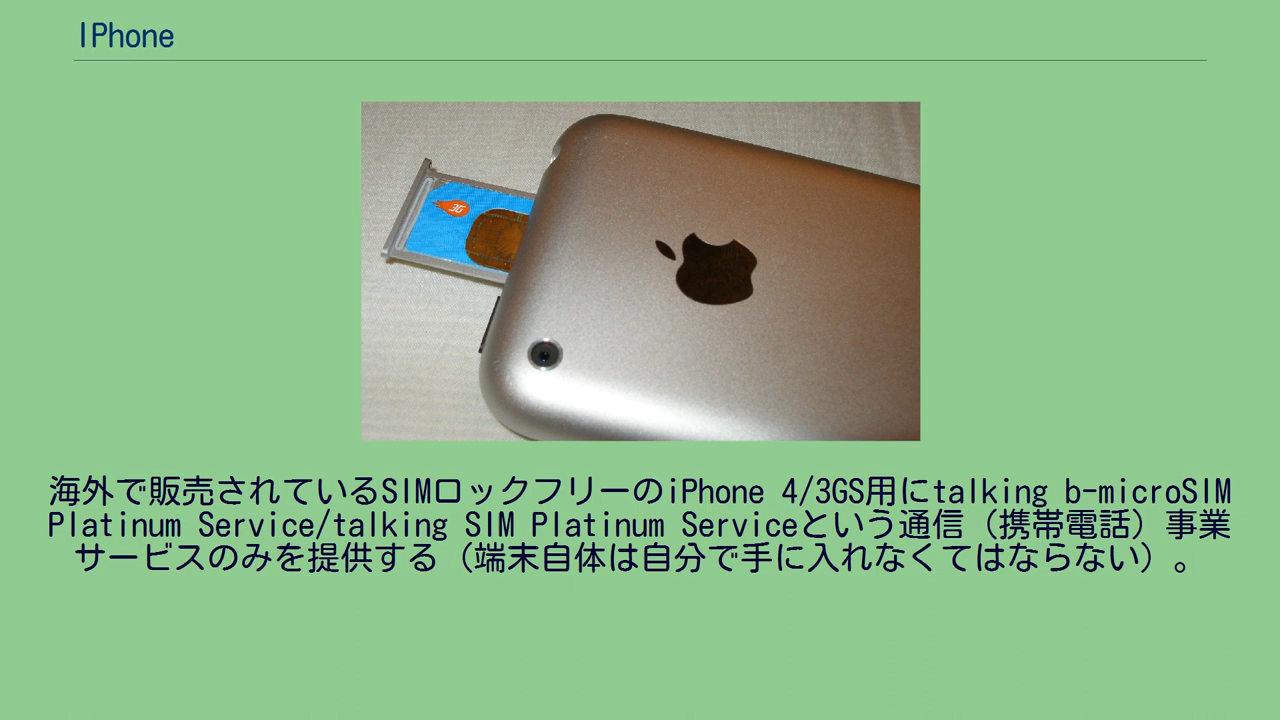 IPhone
3G
海外で販売されているSIMロックフリーのiPhone 4/3GS用にtalking b-microSIM
Platinum Service/talking SIM Platinum Serviceという通信（携帯電話）事業
サービスのみを提供する（端末自体は自分で手に入れなくてはならない）。